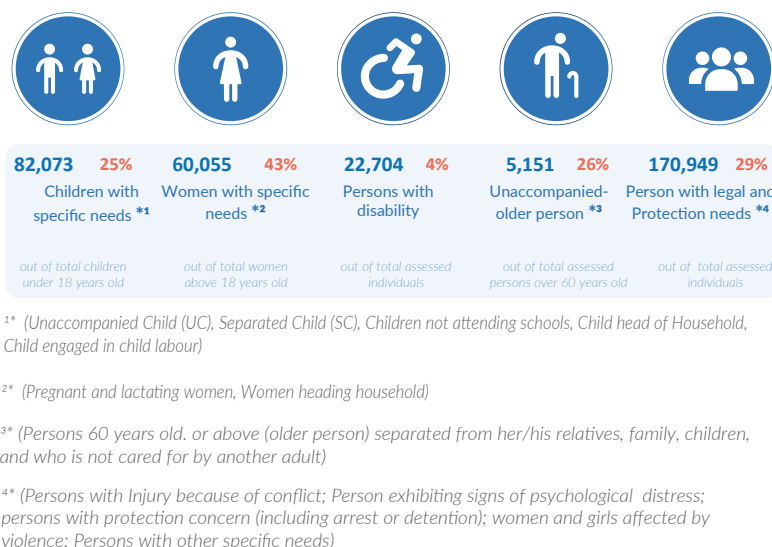 82,073 25% 60,055 43% 22,704 4% 5,151 26% 170,949 29%
Children with
specific needs *1
Women with specific
needs *2
Persons with
disability
Unaccompanied-
older person *3
Person with legal and
Protection needs *4
out of total children
under 18 years old
out of total women
above 18 years old
out of total assessed
individuals
out of total assessed
persons over 60 years old
out of total assessed
individuals
1* (Unaccompanied Child (UC), Separated Child (SC), Children not attending schools, Child head of Household,
Child engaged in child labour)
2* (Pregnant and lactating women, Women heading household)
3* (Persons 60 years old. or above (older person) separated from her/his relatives, family, children,
and who is not cared for by another adult)
4* (Persons with Injury because of conflict; Person exhibiting signs of psychological distress;
persons with protection concern (including arrest or detention); women and girls affected by
violence; Persons with other specific needs)